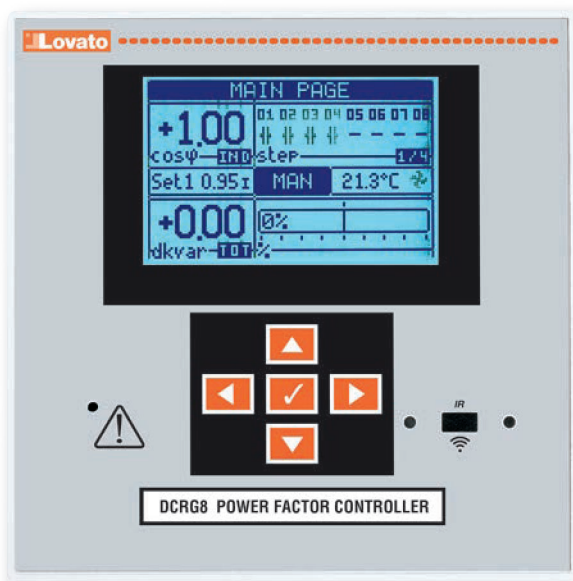 Lovato
MAIN PAGE
+1.00
01 02 03 04 05 06 07 08
cosφ IND step 1/4
Set1 0.95I MAN 21.3°C
+0.00 0%
dkvar TOT %
IR
DCRG8 POWER FACTOR CONTROLLER